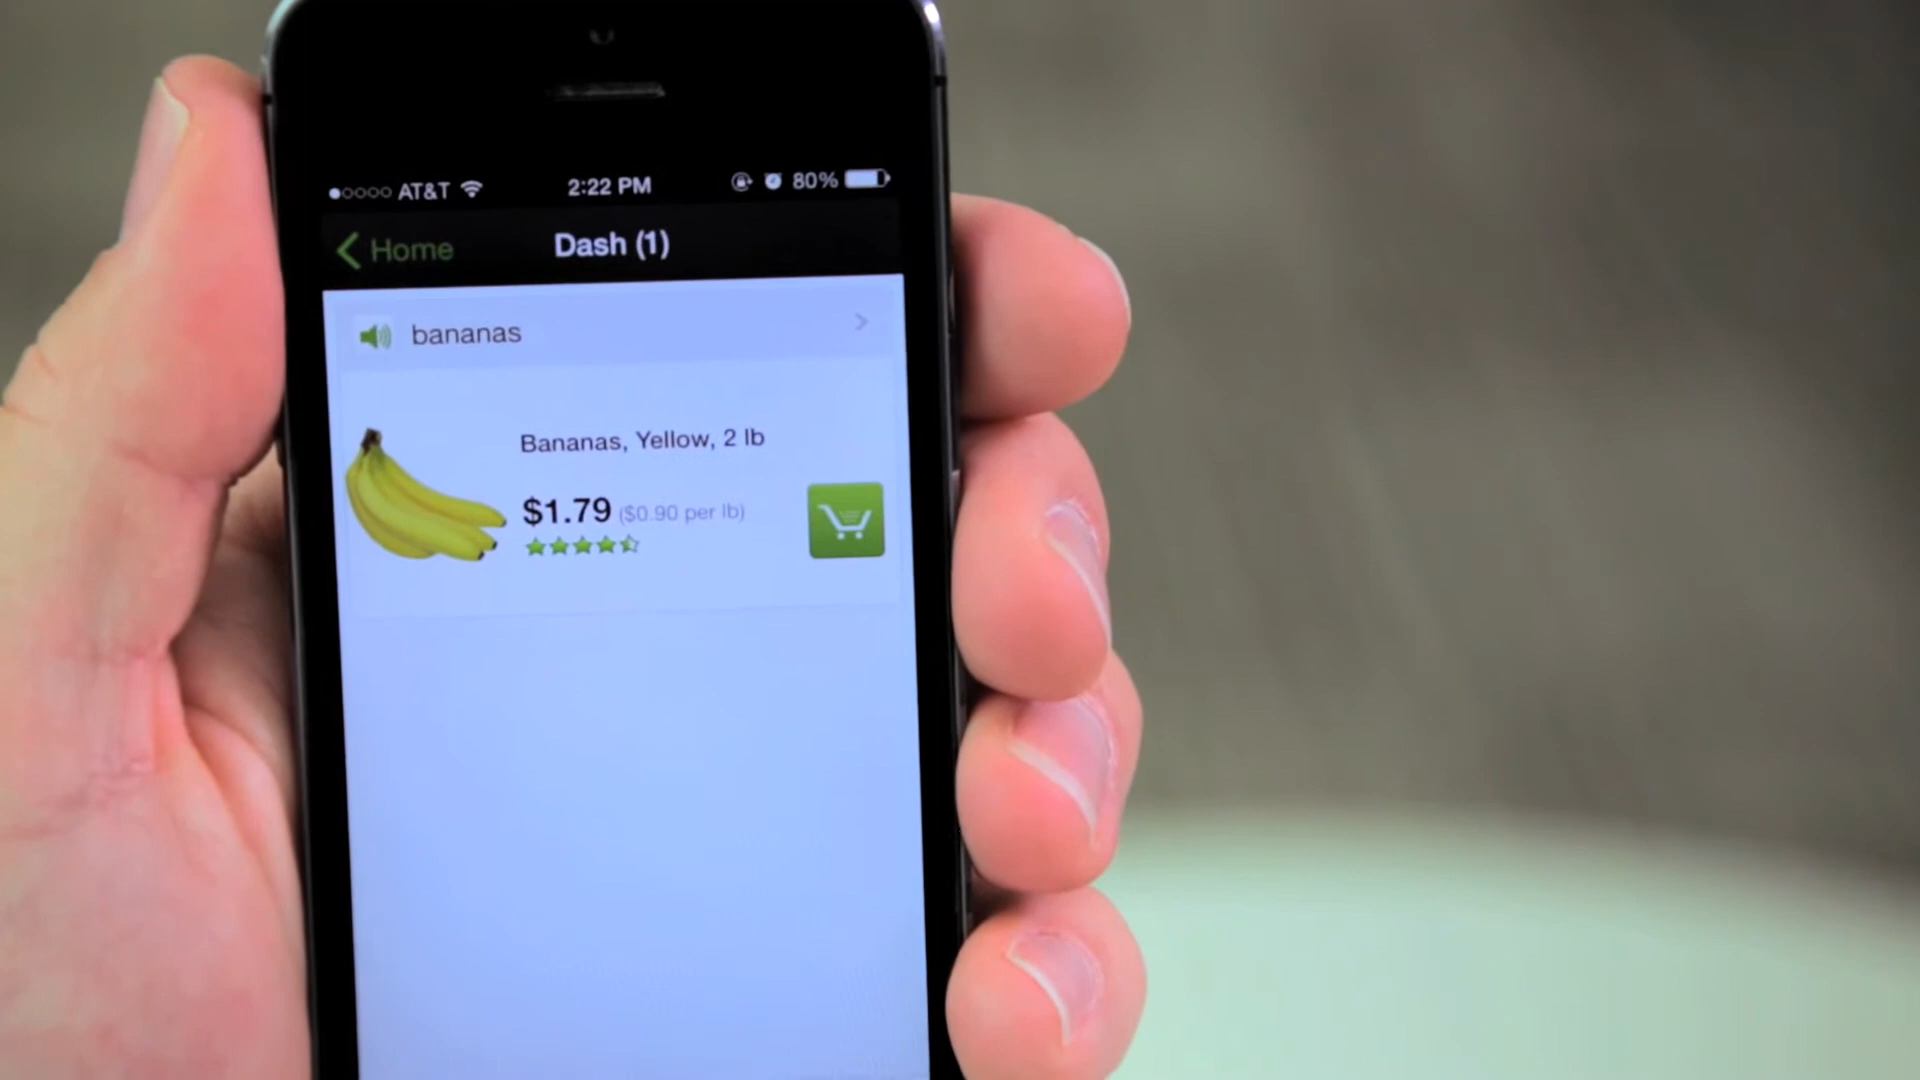 AT&T 2:22 PM 80%
Home Dash (1)
bananas
Bananas, Yellow, 2 lb
$1.79 ($0.90 per lb)